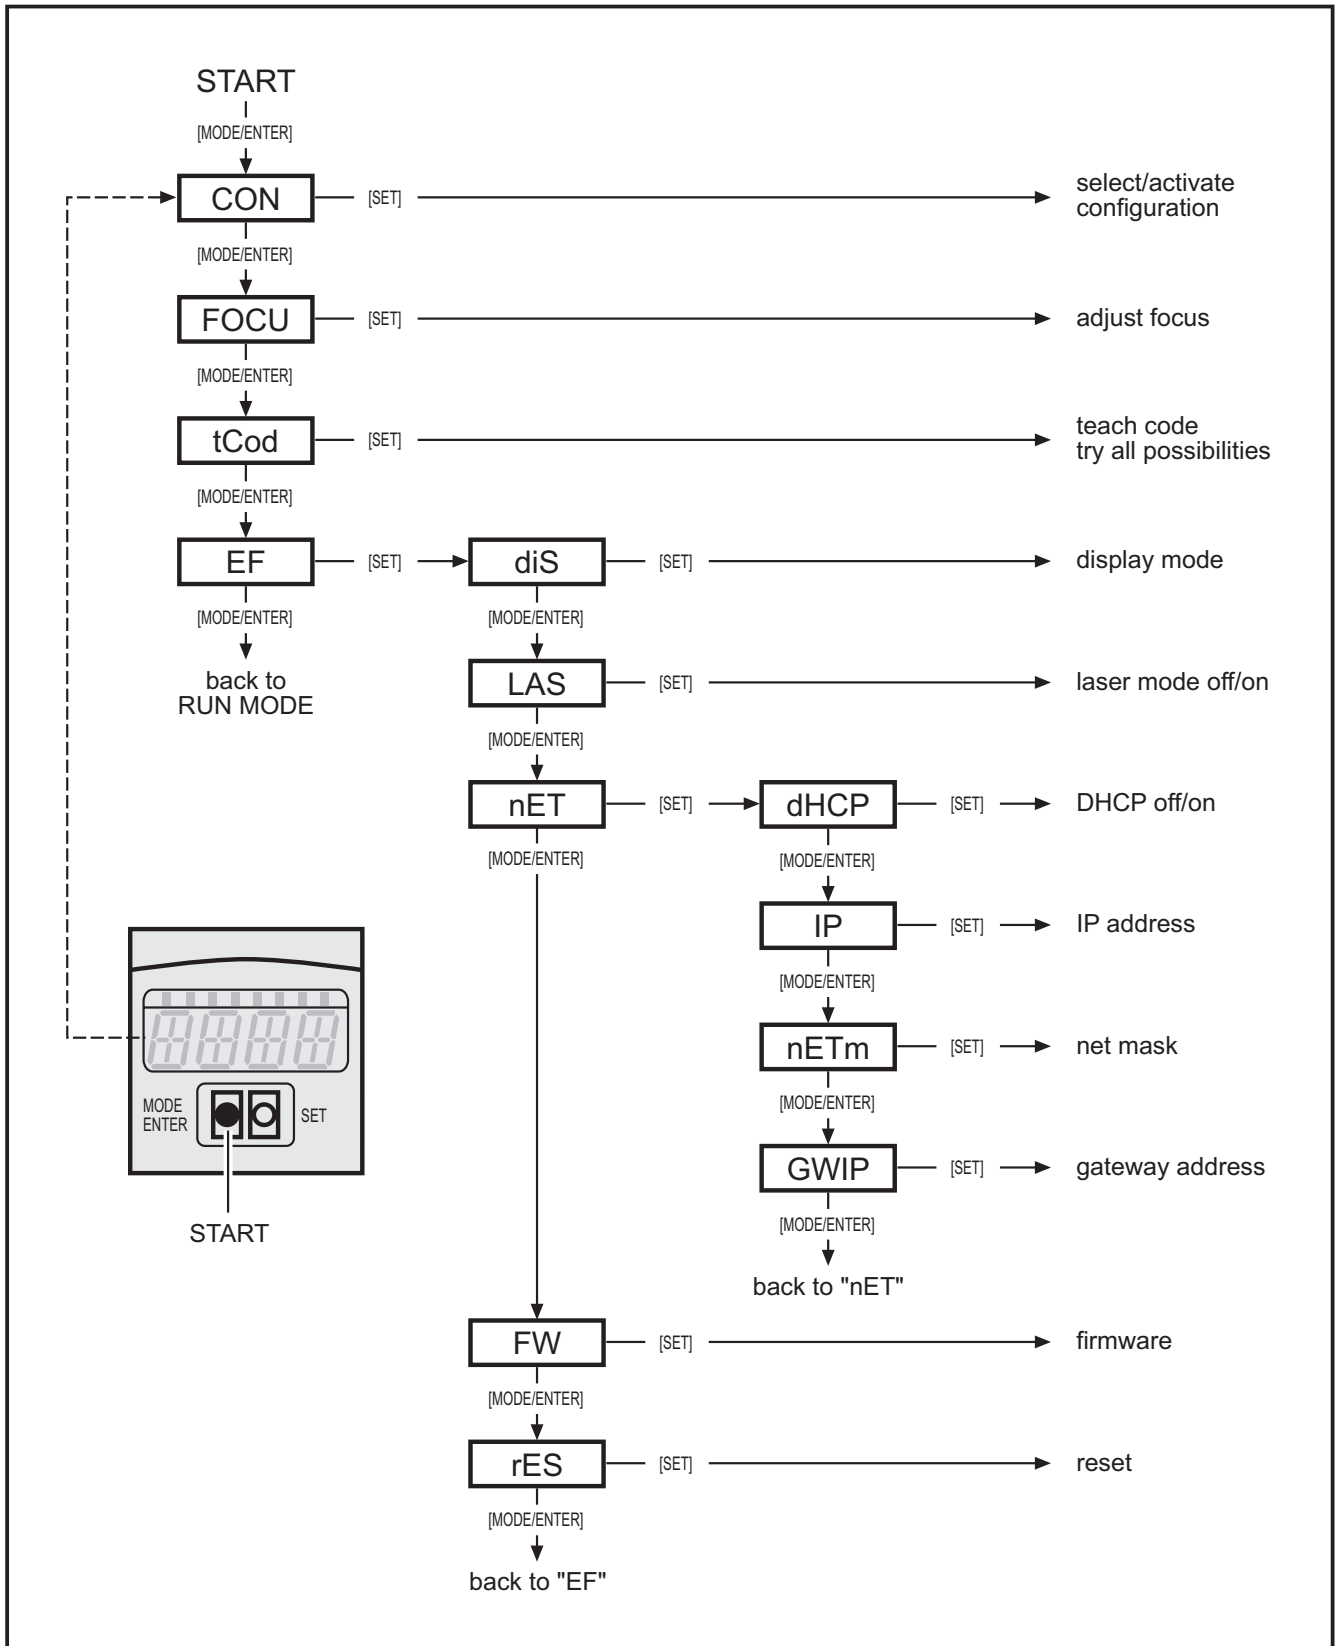 START
[MODE/ENTER]
CON
[SET]
select/activate
configuration
[MODE/ENTER]
FOCU
[SET]
adjust focus
[MODE/ENTER]
tCod
[SET]
teach code
try all possibilities
[MODE/ENTER]
EF
[SET]
diS
[SET]
display mode
[MODE/ENTER]
[MODE/ENTER]
back to
RUN MODE
LAS
[SET]
laser mode off/on
[MODE/ENTER]
nET
[SET]
dHCP
[SET]
DHCP off/on
[MODE/ENTER]
[MODE/ENTER]
IP
[SET]
IP address
[MODE/ENTER]
nETm
[SET]
net mask
[MODE/ENTER]
GWIP
[SET]
gateway address
[MODE/ENTER]
back to "nET"
MODE
ENTER
SET
START
FW
[SET]
firmware
[MODE/ENTER]
rES
[SET]
reset
[MODE/ENTER]
back to "EF"